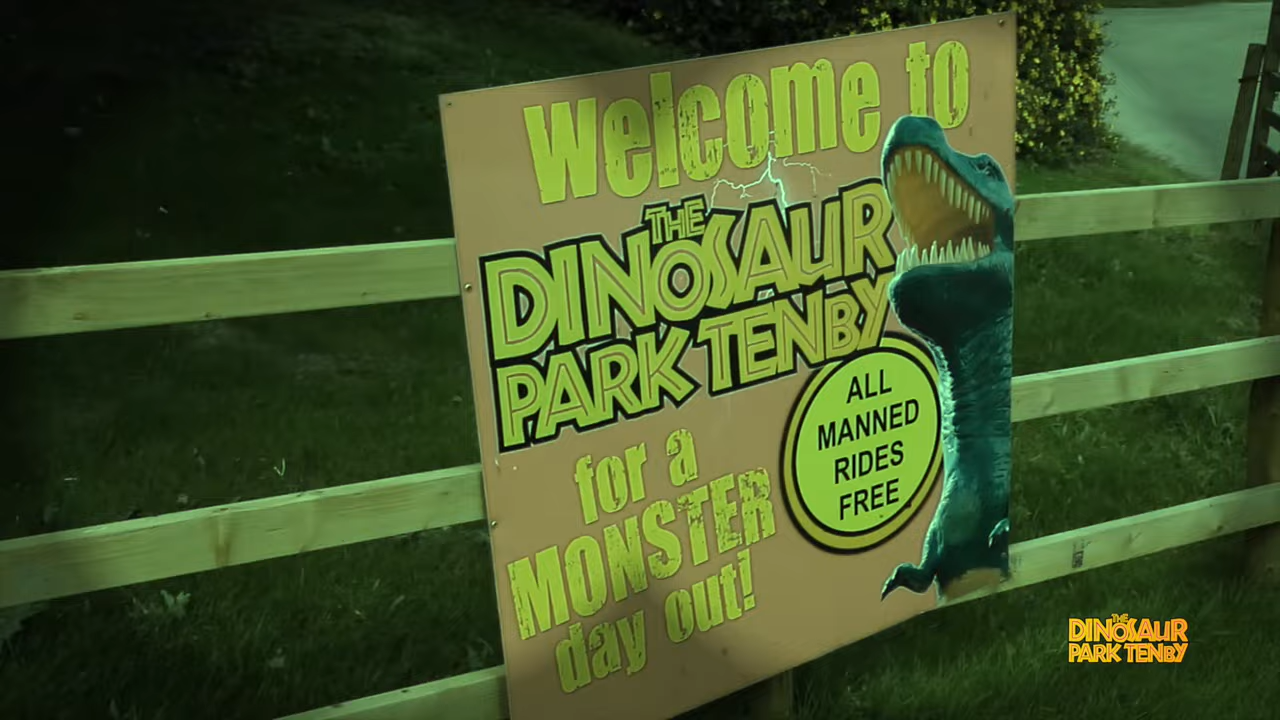 Welcome to
THE
DINOSAUR
PARK TENBY
for a
MONSTER
day out!
ALL
MANNED
RIDES
FREE
THE
DINOSAUR
PARK TENBY